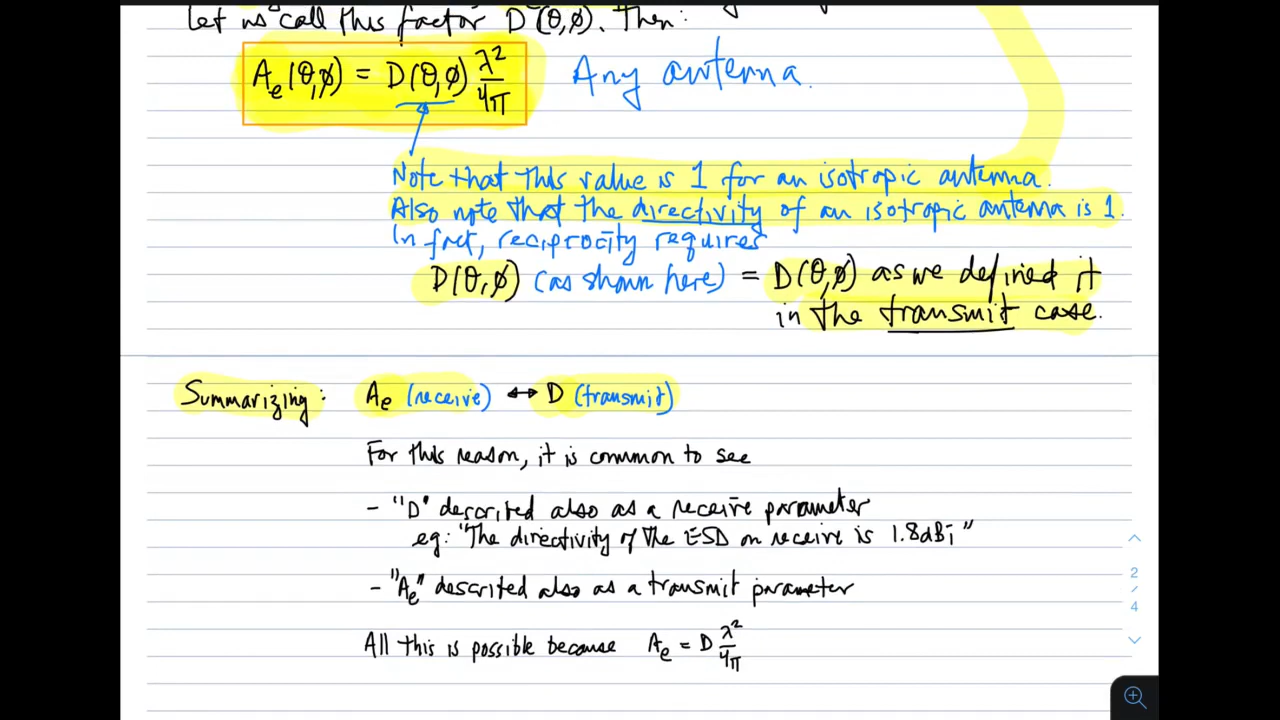 Let us call this factor D(θ,φ). Then:
Ae(θ,φ) = D(θ,φ) λ²/4π Any antenna.
Note that this value is 1 for an isotropic antenna.
Also note that the directivity of an isotropic antenna is 1.
In fact, reciprocity requires
D(θ,φ) (as shown here) = D(θ,φ) as we defined it
in the transmit case.
Summarizing: Ae (receive) ↔ D (transmit)
For this reason, it is common to see
- "D" described also as a receive parameter
eg: "The directivity of the ESD on receive is 1.8dBi"
- "Ae" described also as a transmit parameter
All this is possible because Ae = D λ²/4π
2
/
4